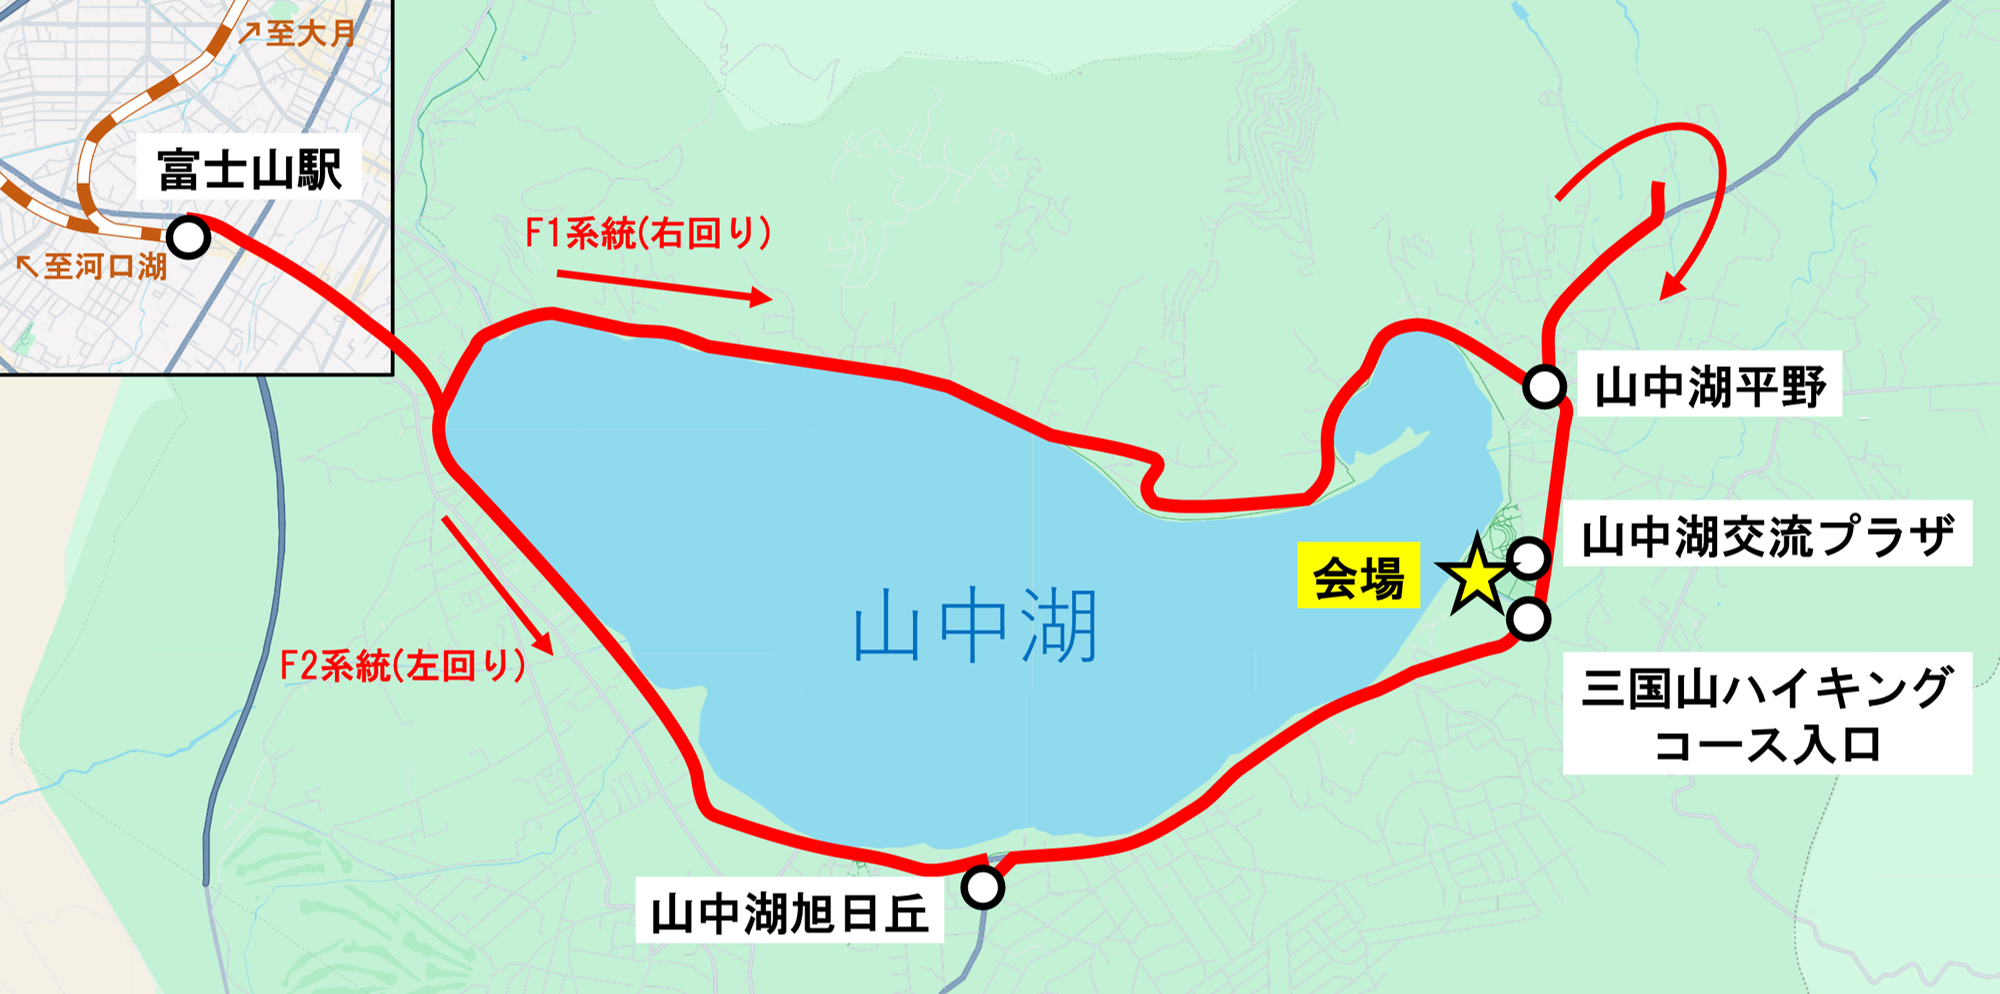 ↗至大月
富士山駅
↖至河口湖
F1系統(右回り)
山中湖平野
山中湖交流プラザ
会場
山中湖
F2系統(左回り)
三国山ハイキング
コース入口
山中湖旭日丘